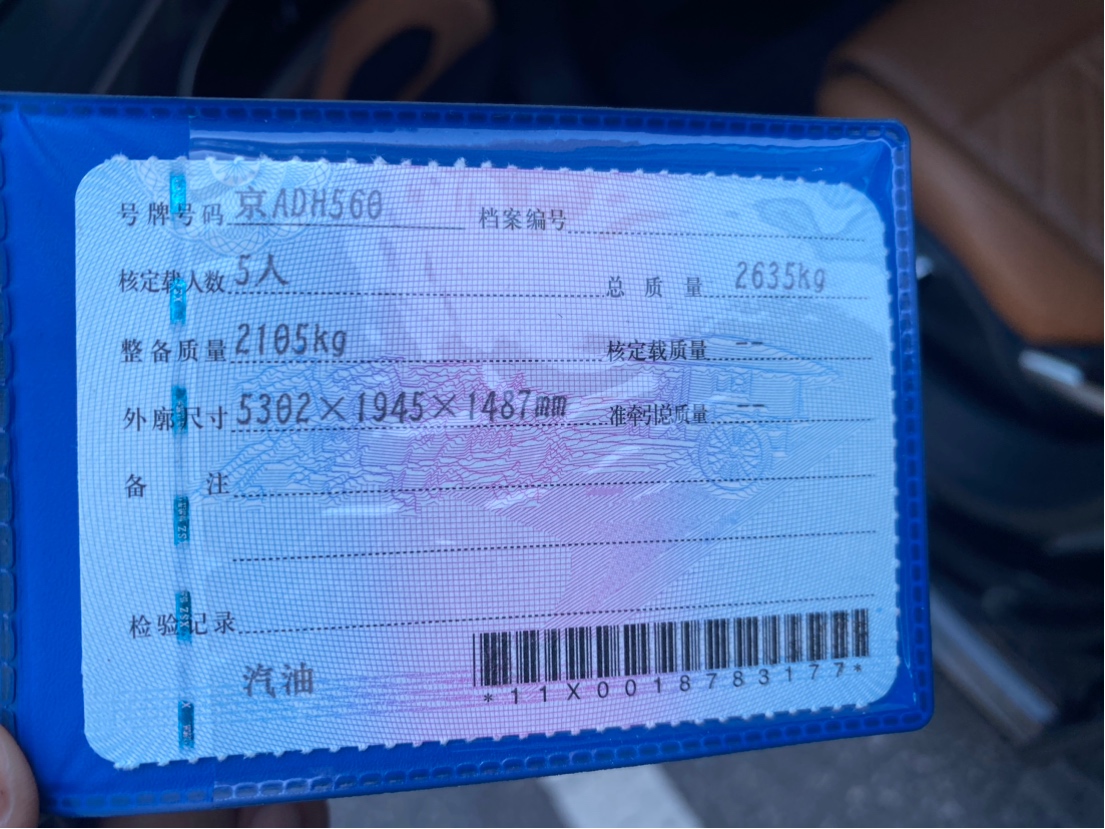 号牌号码 京ADH560 档案编号
核定载人数 5人 总质量 2635kg
整备质量 2105kg 核定载质量 --
外廓尺寸 5302×1945×1487mm 准牵引总质量 --
备注
检验记录
汽油
*11X0018783177*